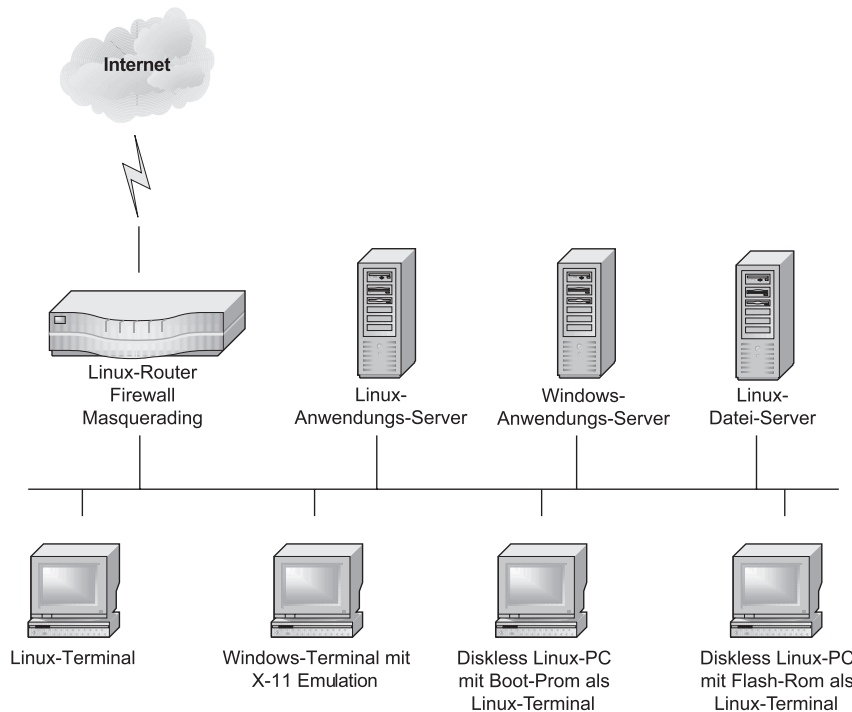 Internet
Linux-Router
Firewall
Masquerading
Linux-
Anwendungs-Server
Windows-
Anwendungs-Server
Linux-
Datei-Server
Linux-Terminal
Windows-Terminal mit
X-11 Emulation
Diskless Linux-PC
mit Boot-Prom als
Linux-Terminal
Diskless Linux-PC
mit Flash-Rom als
Linux-Terminal